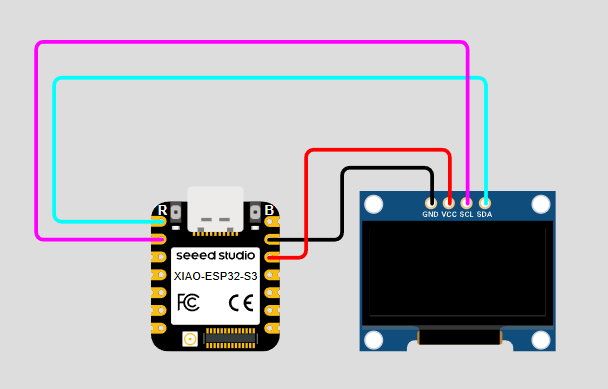 R B
GND VCC SCL SDA
seeed studio
XIAO-ESP32-S3
FC CE